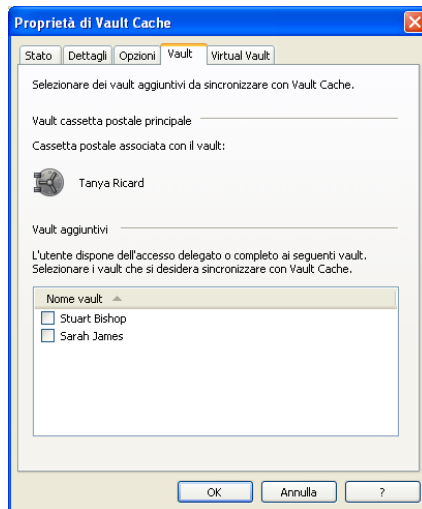 Proprietà di Vault Cache
Stato Dettagli Opzioni Vault Virtual Vault
Selezionare dei vault aggiuntivi da sincronizzare con Vault Cache.
Vault cassetta postale principale
Cassetta postale associata con il vault:
Tanya Ricard
Vault aggiuntivi
L'utente dispone dell'accesso delegato o completo ai seguenti vault.
Selezionare i vault che si desidera sincronizzare con Vault Cache.
Nome vault
Stuart Bishop
Sarah James
OK Annulla ?